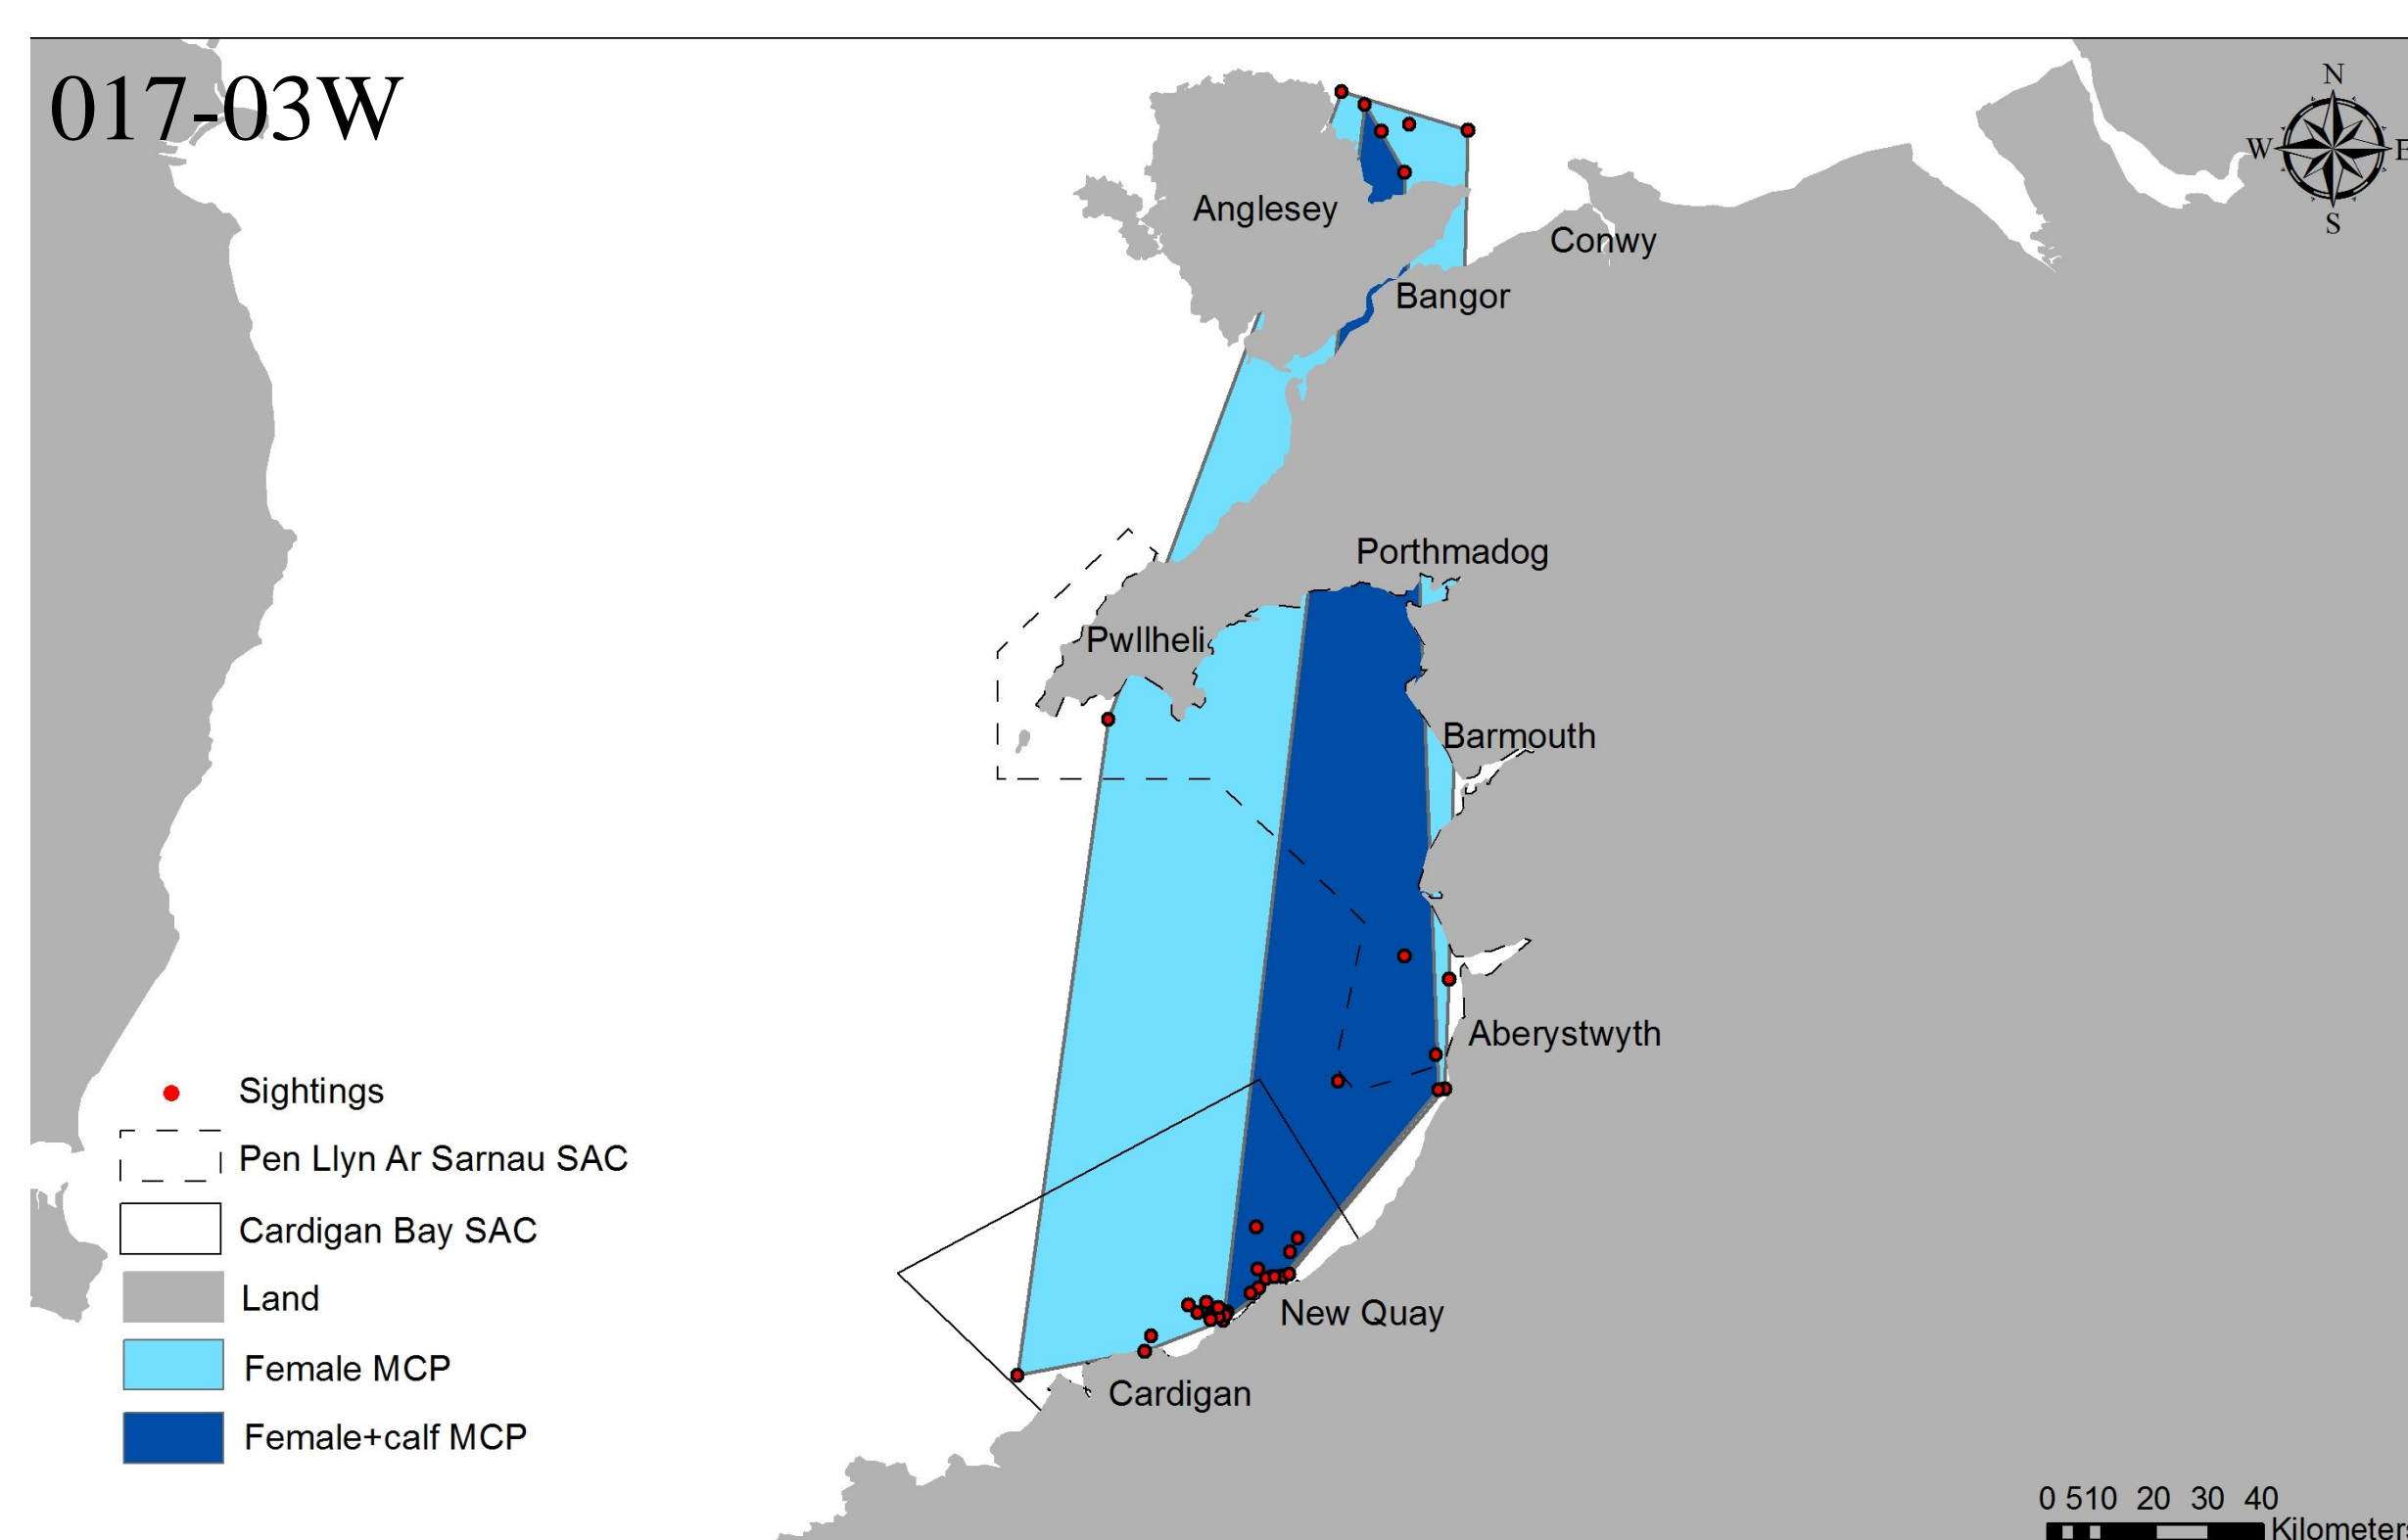 017-03W
N
W
E
S
Anglesey
Conwy
Bangor
Porthmadog
Pwllheli
Barmouth
Aberystwyth
New Quay
Cardigan
Sightings
Pen Llyn Ar Sarnau SAC
Cardigan Bay SAC
Land
Female MCP
Female+calf MCP
0 510 20 30 40
Kilometer